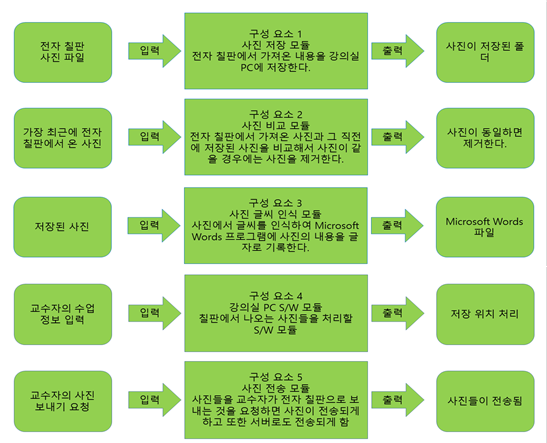 전자 칠판
사진 파일
입력
구성 요소 1
사진 저장 모듈
전자 칠판에서 가져온 내용을 강의실
PC에 저장한다.
출력
사진이 저장된 폴
더
가장 최근에 전자
칠판에서 온 사진
입력
구성 요소 2
사진 비교 모듈
전자 칠판에서 가져온 사진과 그 직전
에 저장된 사진을 비교해서 사진이 같
을 경우에는 사진을 제거한다.
출력
사진이 동일하면
제거한다.
저장된 사진
입력
구성 요소 3
사진 글씨 인식 모듈
사진에서 글씨를 인식하여 Microsoft
Words 프로그램에 사진의 내용을 글
자로 기록한다.
출력
Microsoft Words
파일
교수자의 수업
정보 입력
입력
구성 요소 4
강의실 PC S/W 모듈
칠판에서 나오는 사진들을 처리할
S/W 모듈
출력
저장 위치 처리
교수자의 사진
보내기 요청
입력
구성 요소 5
사진 전송 모듈
사진들을 교수자가 전자 칠판으로 보
내는 것을 요청하면 사진이 전송되게
하고 또한 서버로도 전송되게 함
출력
사진들이 전송됨